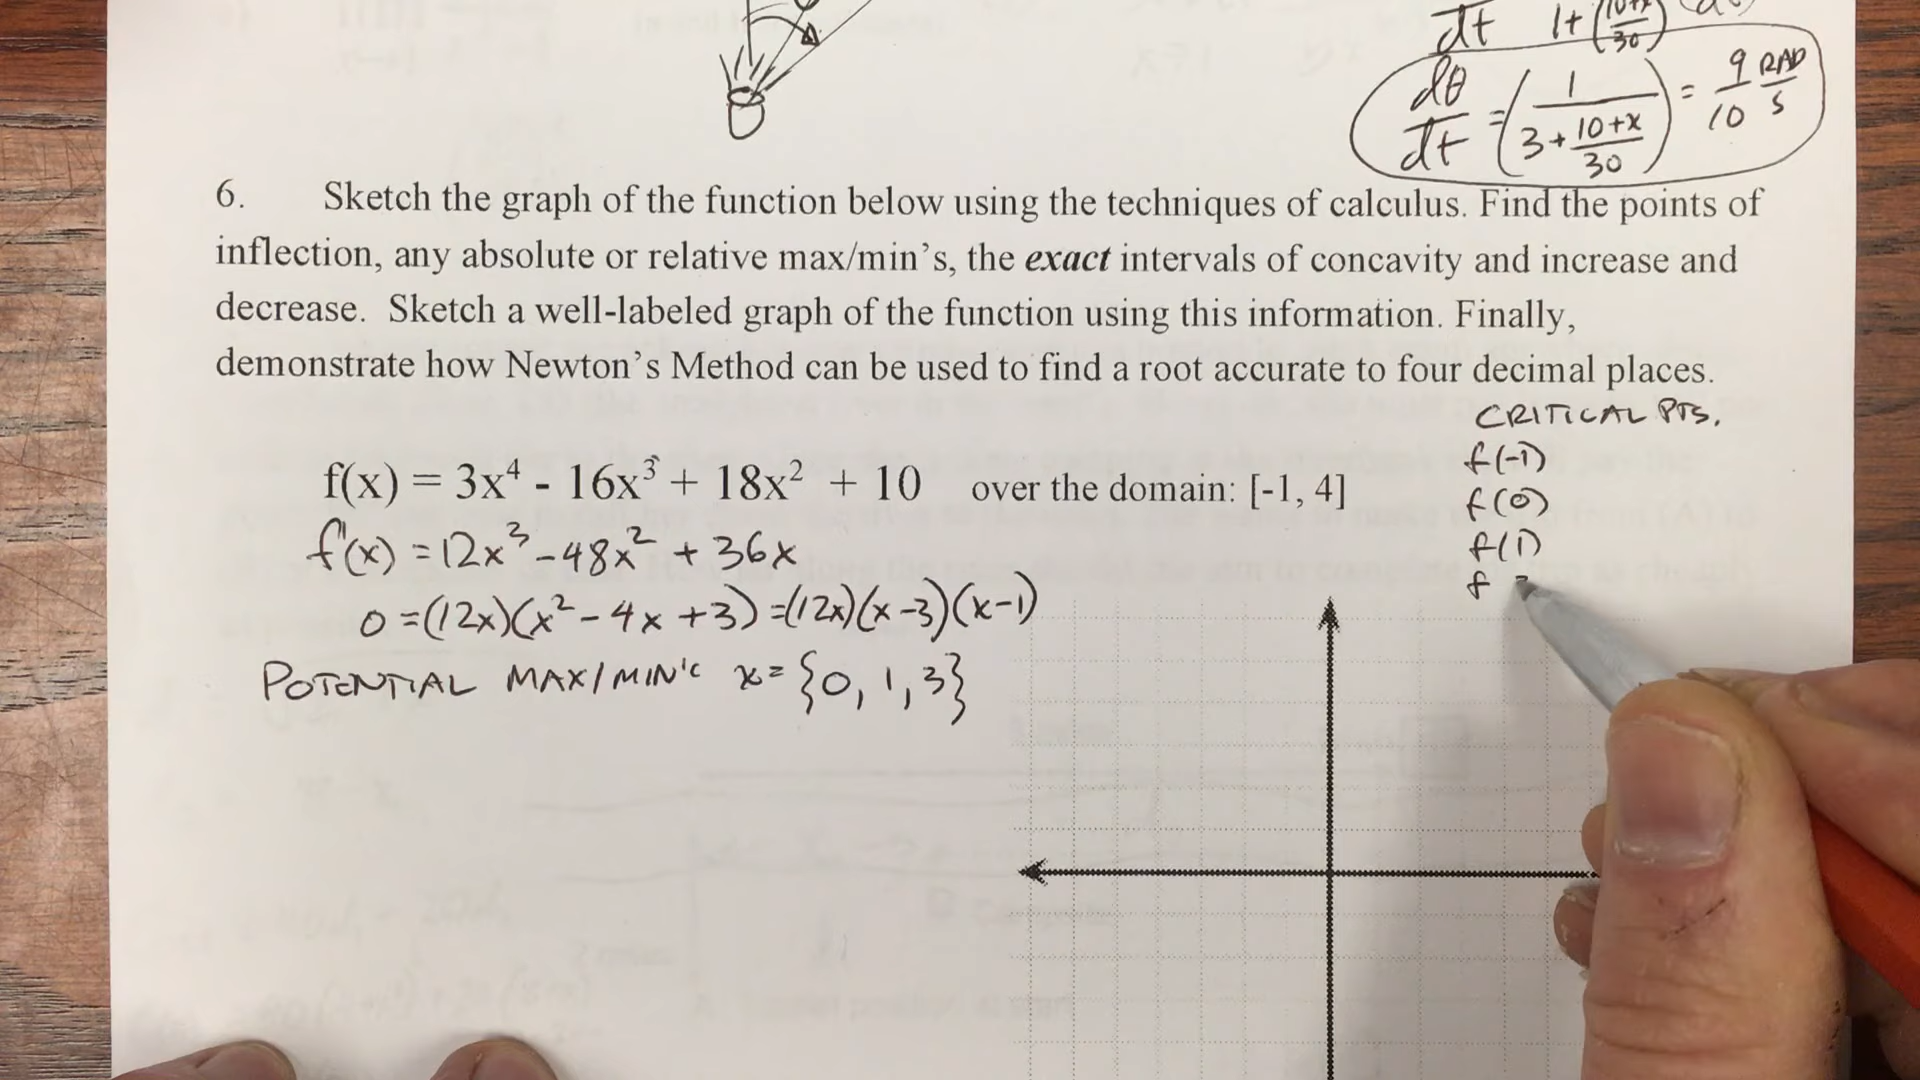 dt 1+(10+x/30)
dθ/dt = (1/(3+(10+x)/30)) = 9/10 RAD/S
6. Sketch the graph of the function below using the techniques of calculus. Find the points of
inflection, any absolute or relative max/min's, the exact intervals of concavity and increase and
decrease. Sketch a well-labeled graph of the function using this information. Finally,
demonstrate how Newton's Method can be used to find a root accurate to four decimal places.
CRITICAL PTS.
f(-1)
f(x) = 3x⁴ - 16x³ + 18x² + 10 over the domain: [-1, 4]
f(0)
f'(x) = 12x³ - 48x² + 36x
f(1)
f
0 = (12x)(x² - 4x + 3) = (12x)(x-3)(x-1)
POTENTIAL MAX/MIN'S x = {0, 1, 3}